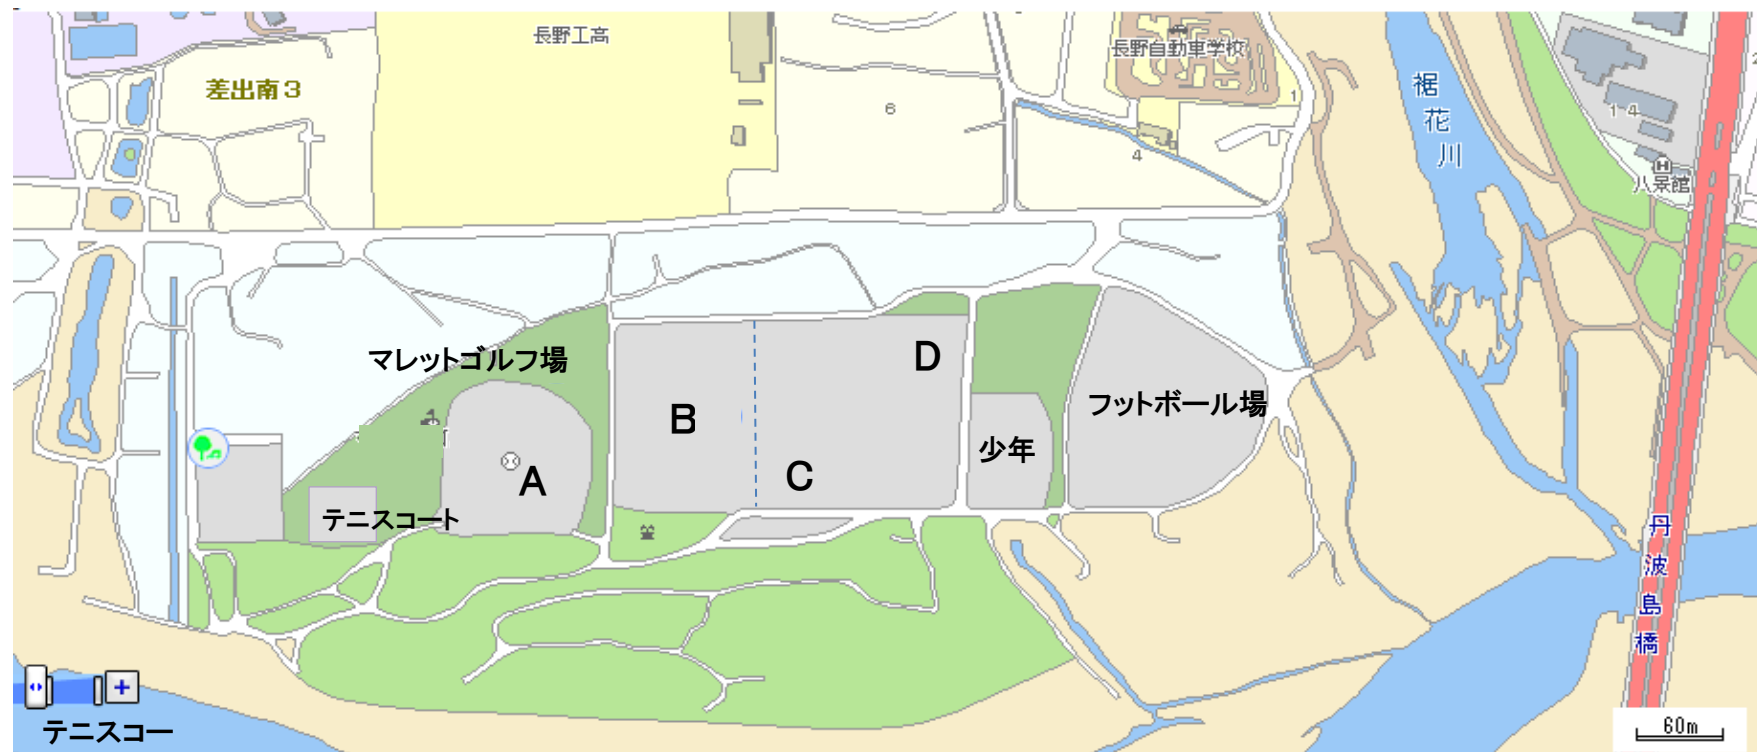 長野工高
長野自動車学校
差出南3
裾花川
6
1
4
1-4
H
八景館
2
マレットゴルフ場
D
フットボール場
B
少年
A
C
テニスコート
丹波島橋
テニスコー
60m